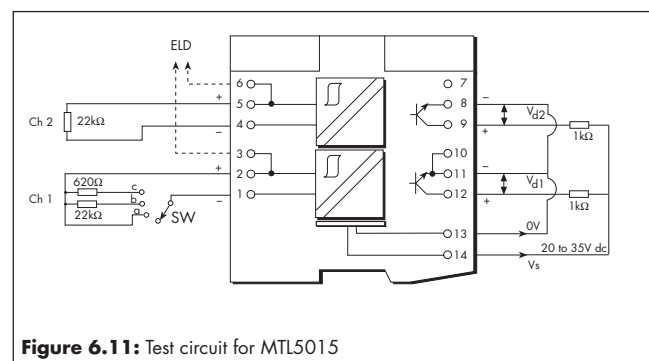 ELD
6
5
4
3
2
1
+
–
+
–
Ch 2
22kΩ
Ch 1
620Ω
22kΩ
c
b
a
SW
7
8
9
10
11
12
13
14
–
+
–
+
Vd2
Vd1
1kΩ
1kΩ
0V
20 to 35V dc
Vs
Figure 6.11: Test circuit for MTL5015